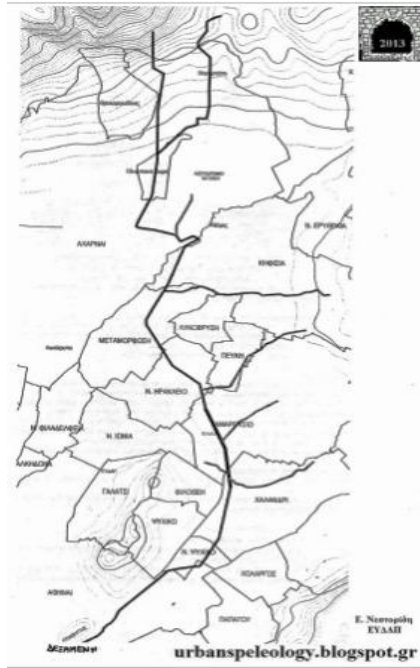 2013
Ν. ΕΡΥΘΡΑΙΑ
ΑΧΑΡΝΑΙ
ΚΗΦΙΣΙΑ
ΛΥΚΟΒΡΥΣΗ
ΜΕΤΑΜΟΡΦΩΣΗ
ΠΕΥΚΗ
Ν. ΗΡΑΚΛΕΙΟ
ΑΜΑΡΟΥΣΙΟ
Ν. ΦΙΛΑΔΕΛΦΕΙΑ
Ν. ΙΩΝΙΑ
ΓΑΛΑΤΣΙ
ΦΙΛΟΘΕΗ
ΧΑΛΑΝΔΡΙ
ΨΥΧΙΚΟ
Ν. ΨΥΧΙΚΟ
ΧΟΛΑΡΓΟΣ
ΑΘΗΝΑΙ
ΠΑΠΑΓΟΥ
Ε. Νεστορίδη
ΕΥΔΑΠ
ΔΕΞΑΜΕΝΗ
urbanspeleology.blogspot.gr